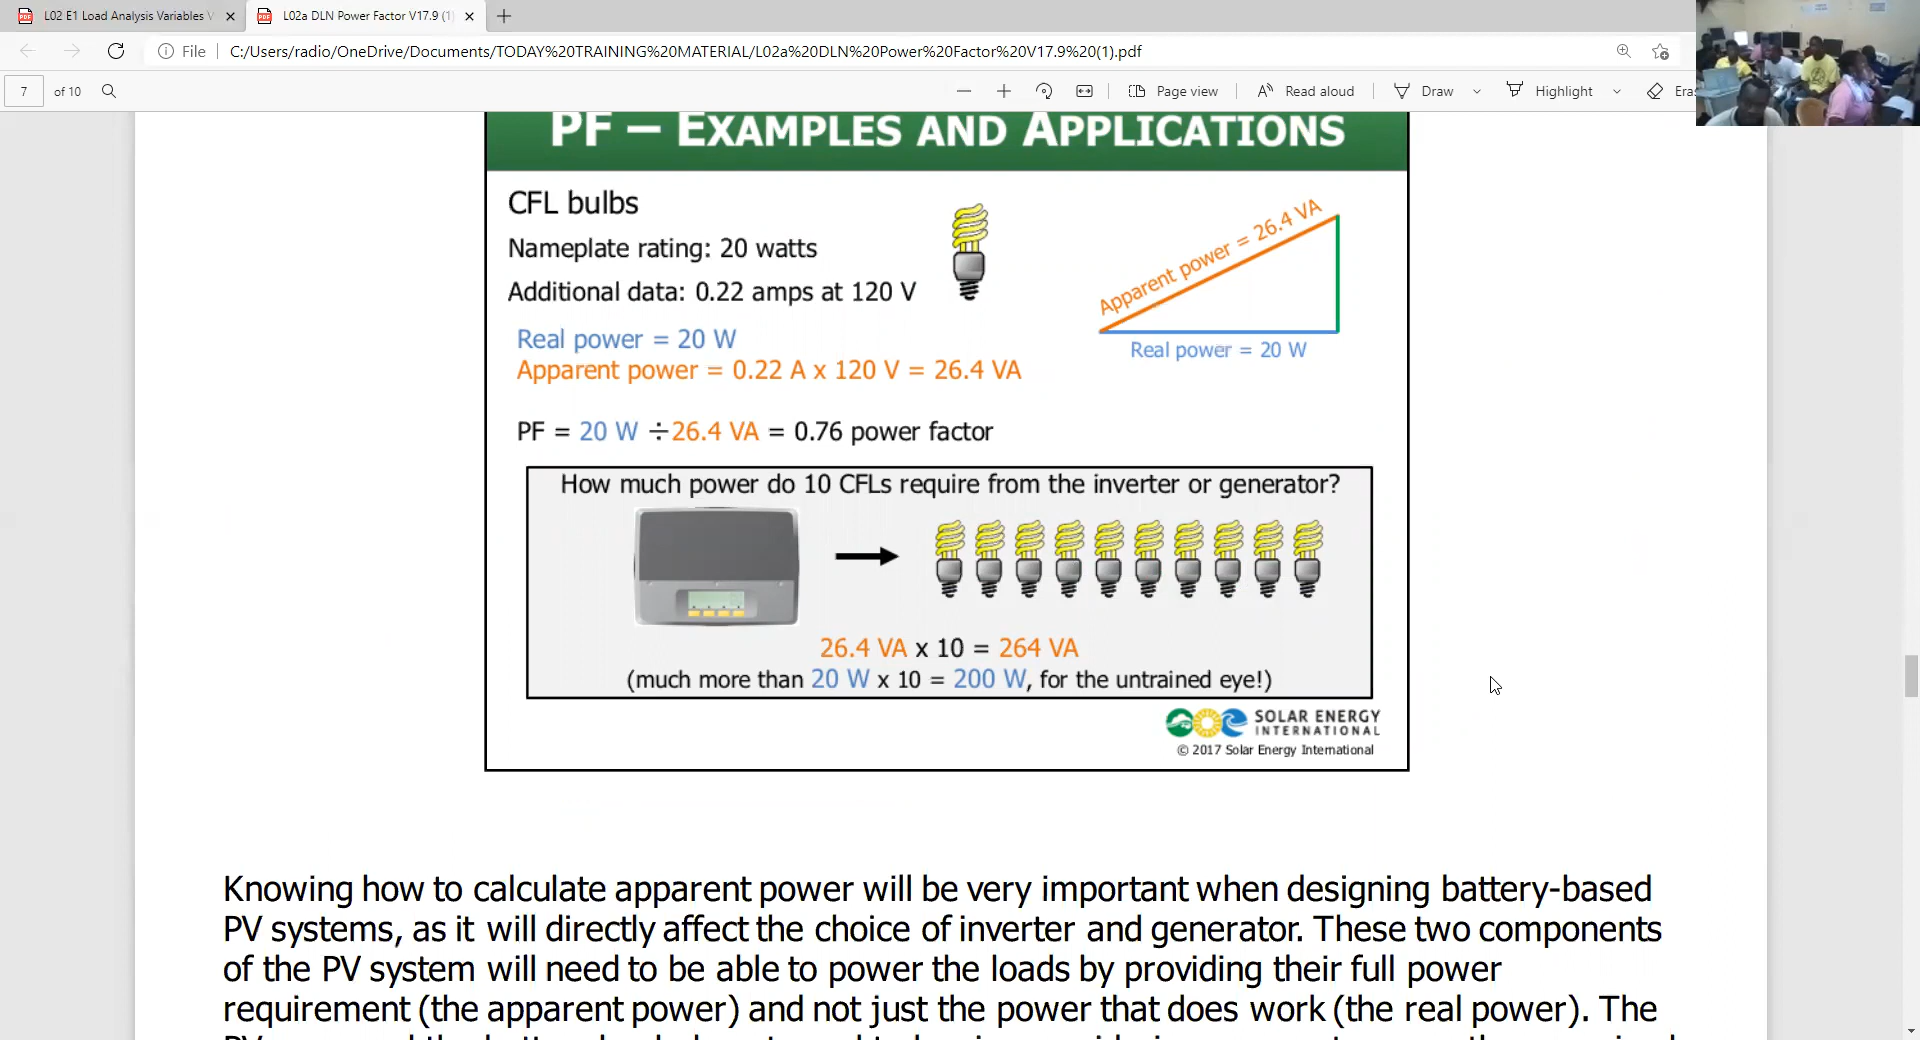 L02 E1 Load Analysis Variables V
L02a DLN Power Factor V17.9 (1)
File
C:/Users/radio/OneDrive/Documents/TODAY%20TRAINING%20MATERIAL/L02a%20DLN%20Power%20Factor%20V17.9%20(1).pdf
7 of 10
Page view
Read aloud
Draw
Highlight
Eras
PF – EXAMPLES AND APPLICATIONS
CFL bulbs
Nameplate rating: 20 watts
Additional data: 0.22 amps at 120 V
Real power = 20 W
Apparent power = 0.22 A x 120 V = 26.4 VA
Apparent power = 26.4 VA
Real power = 20 W
PF = 20 W ÷26.4 VA = 0.76 power factor
How much power do 10 CFLs require from the inverter or generator?
26.4 VA x 10 = 264 VA
(much more than 20 W x 10 = 200 W, for the untrained eye!)
SOLAR ENERGY
INTERNATIONAL
© 2017 Solar Energy International
Knowing how to calculate apparent power will be very important when designing battery-based
PV systems, as it will directly affect the choice of inverter and generator. These two components
of the PV system will need to be able to power the loads by providing their full power
requirement (the apparent power) and not just the power that does work (the real power). The